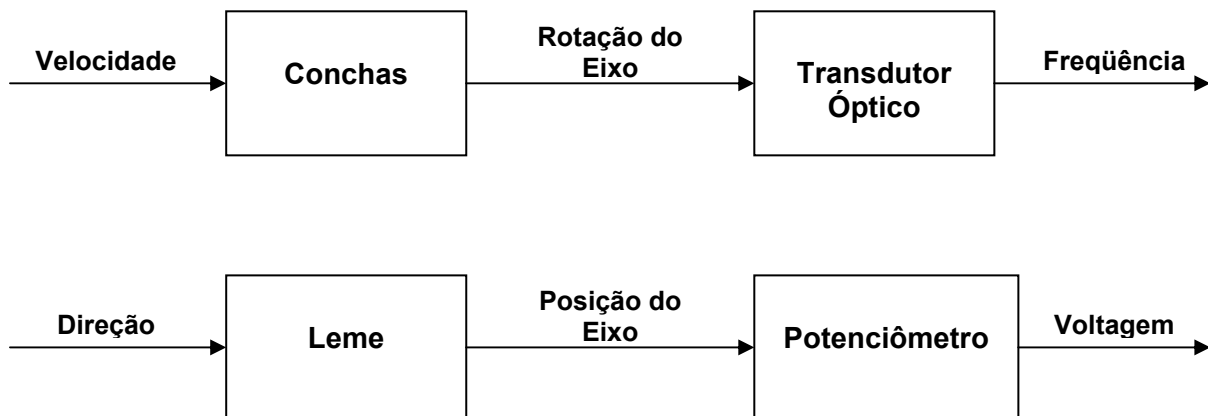 Velocidade
Conchas
Rotação do
Eixo
Transdutor
Óptico
Freqüência
Direção
Leme
Posição do
Eixo
Potenciômetro
Voltagem